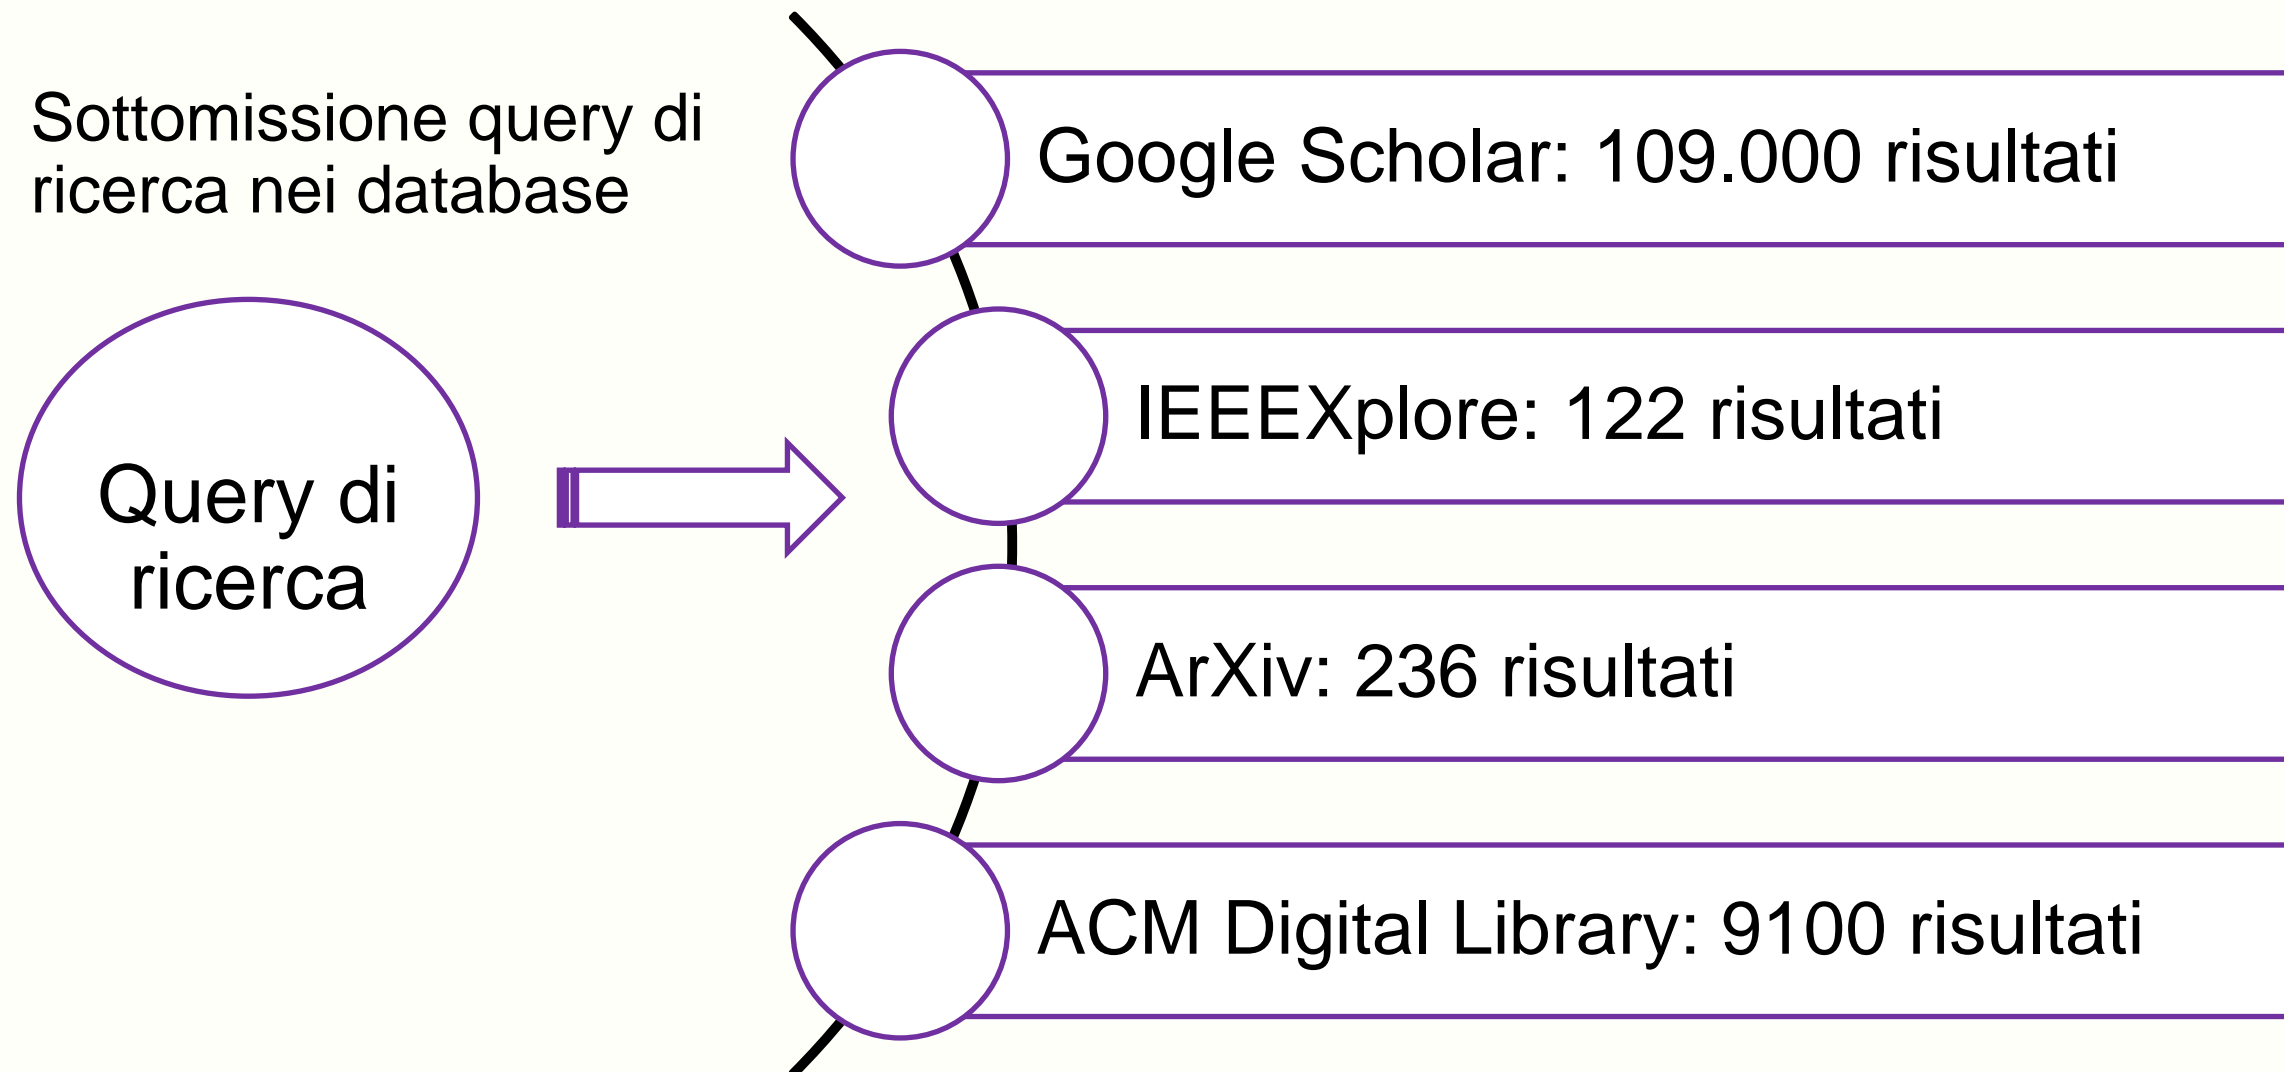 Sottomissione query di
ricerca nei database
Query di
ricerca
Google Scholar: 109.000 risultati
IEEEXplore: 122 risultati
ArXiv: 236 risultati
ACM Digital Library: 9100 risultati